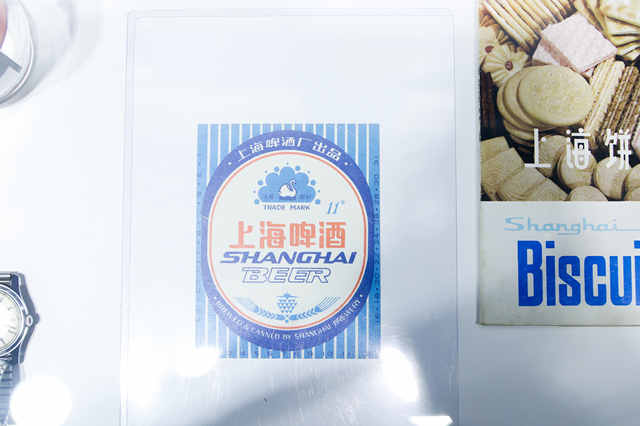 ·上海啤酒厂出品·
TRADE MARK
11°
上海啤酒
SHANGHAI
BEER
BREWED & CANNED BY SHANGHAI BREWERY
上海饼
Shanghai
Biscui